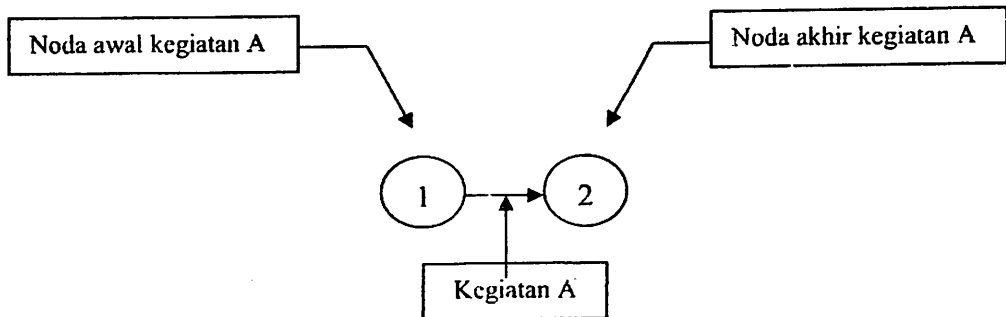 Noda awal kegiatan A
Noda akhir kegiatan A
1
2
Kegiatan A